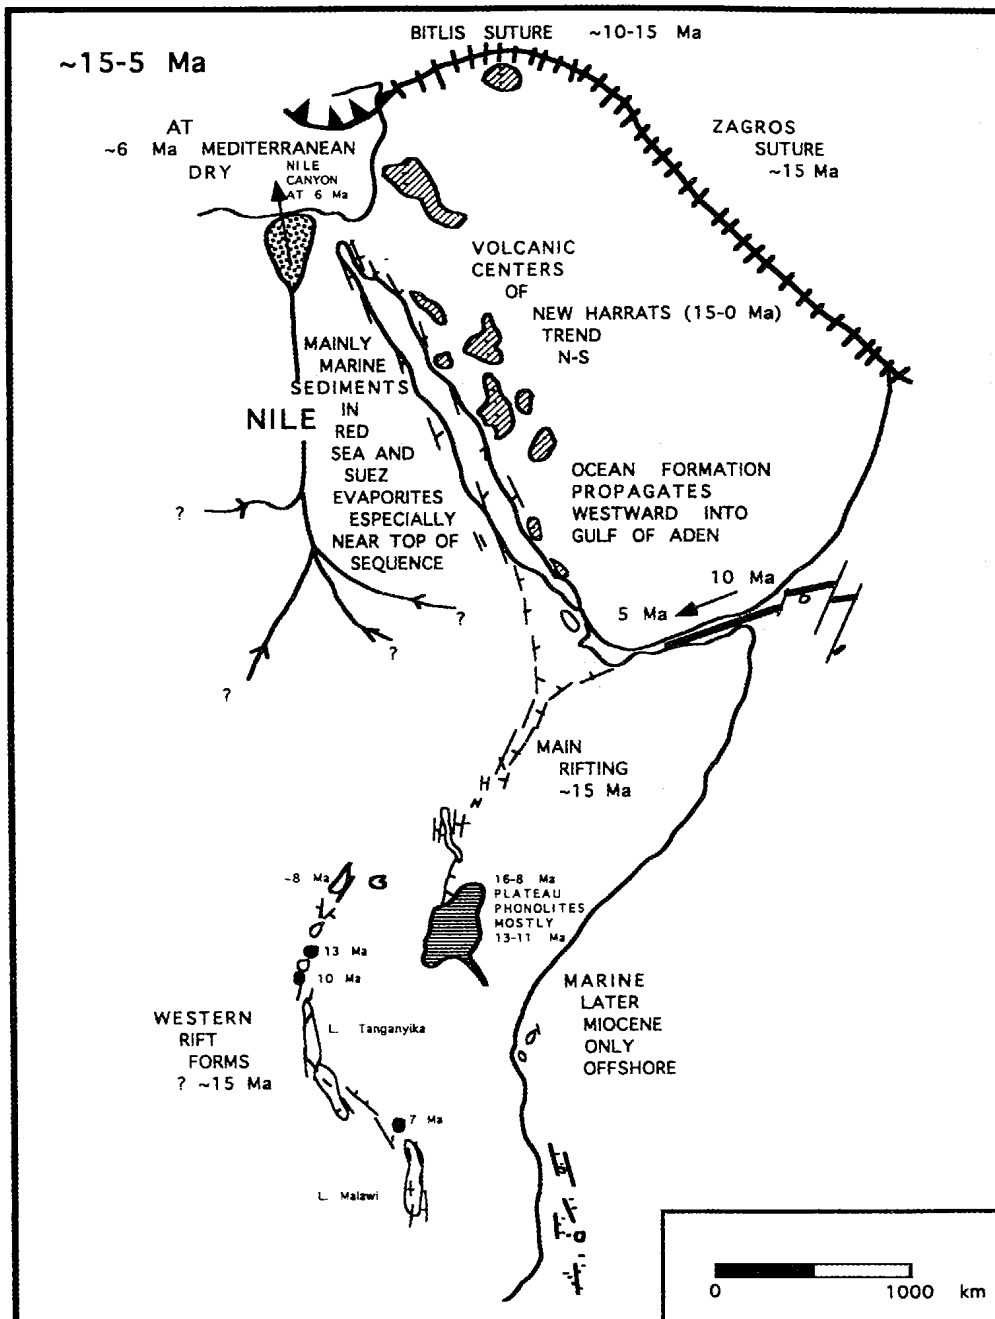 BITLIS SUTURE ~10-15 Ma
~15-5 Ma
ZAGROS
SUTURE
~15 Ma
AT
~6 Ma MEDITERRANEAN
DRY
NILE
CANYON
AT 6 Ma
VOLCANIC
CENTERS
OF
NEW HARRATS (15-0 Ma)
TREND
N-S
MAINLY
MARINE
SEDIMENTS
IN
RED
SEA AND
SUEZ
EVAPORITES
ESPECIALLY
NEAR TOP OF
SEQUENCE
NILE
OCEAN FORMATION
PROPAGATES
WESTWARD INTO
GULF OF ADEN
10 Ma
5 Ma
?
?
?
?
MAIN
RIFTING
~15 Ma
~8 Ma
16-8 Ma
PLATEAU
PHONOLITES
MOSTLY
13-11 Ma
13 Ma
10 Ma
MARINE
LATER
MIOCENE
ONLY
OFFSHORE
WESTERN
RIFT
FORMS
? ~15 Ma
L. Tanganyika
7 Ma
L. Malawi
0 1000 km